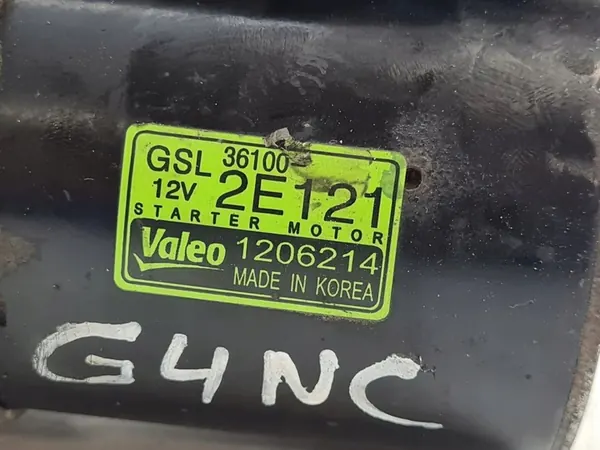 GSL 36100
12V 2E121
STARTER MOTOR
Valeo 1206214
MADE IN KOREA
G4NC